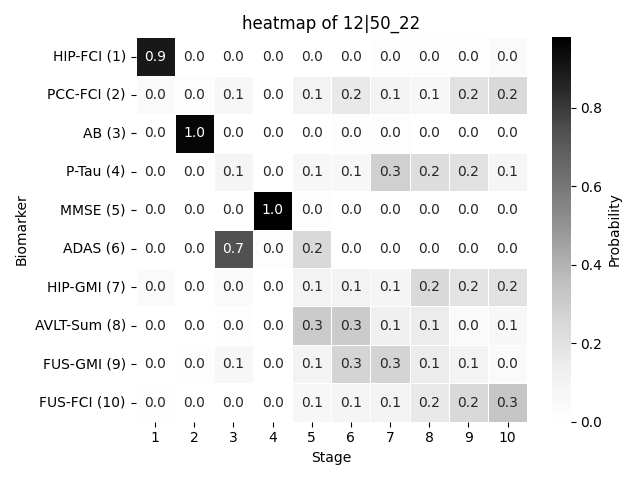 heatmap of 12|50_22
HIP-FCI (1) 0.9 0.0 0.0 0.0 0.0 0.0 0.0 0.0 0.0 0.0
PCC-FCI (2) 0.0 0.0 0.1 0.0 0.1 0.2 0.1 0.1 0.2 0.2
AB (3) 0.0 1.0 0.0 0.0 0.0 0.0 0.0 0.0 0.0 0.0
P-Tau (4) 0.0 0.0 0.1 0.0 0.1 0.1 0.3 0.2 0.2 0.1
MMSE (5) 0.0 0.0 0.0 1.0 0.0 0.0 0.0 0.0 0.0 0.0
ADAS (6) 0.0 0.0 0.7 0.0 0.2 0.0 0.0 0.0 0.0 0.0
HIP-GMI (7) 0.0 0.0 0.0 0.0 0.1 0.1 0.1 0.2 0.2 0.2
AVLT-Sum (8) 0.0 0.0 0.0 0.0 0.3 0.3 0.1 0.1 0.0 0.1
FUS-GMI (9) 0.0 0.0 0.1 0.0 0.1 0.3 0.3 0.1 0.1 0.0
FUS-FCI (10) 0.0 0.0 0.0 0.0 0.1 0.1 0.1 0.2 0.2 0.3
1 2 3 4 5 6 7 8 9 10
Stage
Biomarker
0.8
0.6
0.4
0.2
0.0
Probability